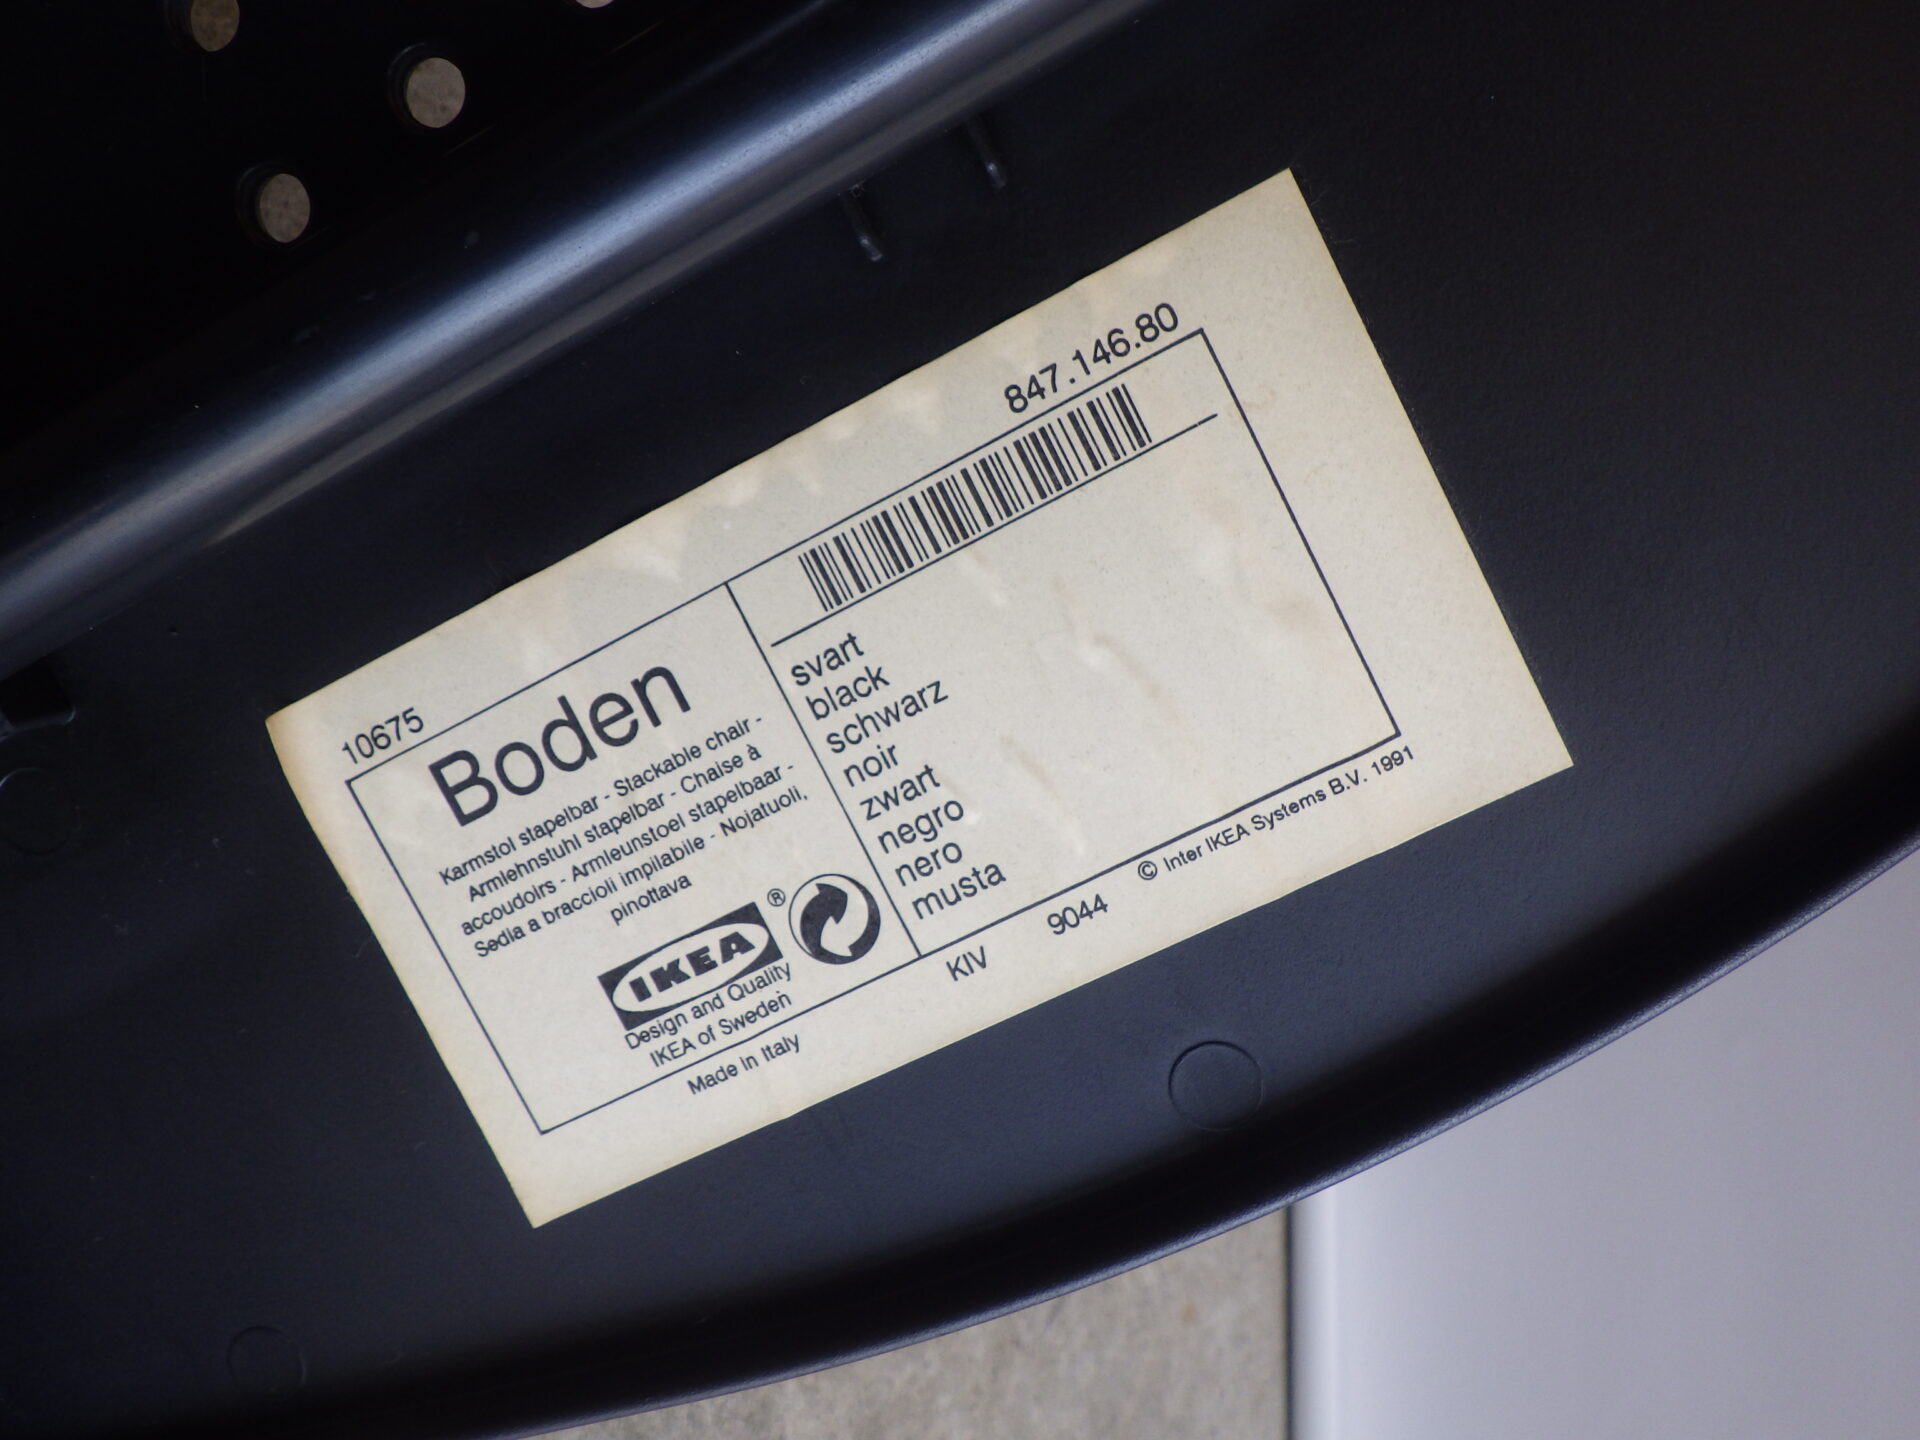 10675
Boden
Karmstol stapelbar - Stackable chair -
Armlehnstuhl stapelbar - Chaise à
accoudoirs - Armleunstoel stapelbaar -
Sedia a braccioli impilabile - Nojatuoli,
pinottava
IKEA®
Design and Quality
IKEA of Sweden
Made in Italy
847.146.80
svart
black
schwarz
noir
zwart
negro
nero
musta
KIV 9044 © Inter IKEA Systems B.V. 1991